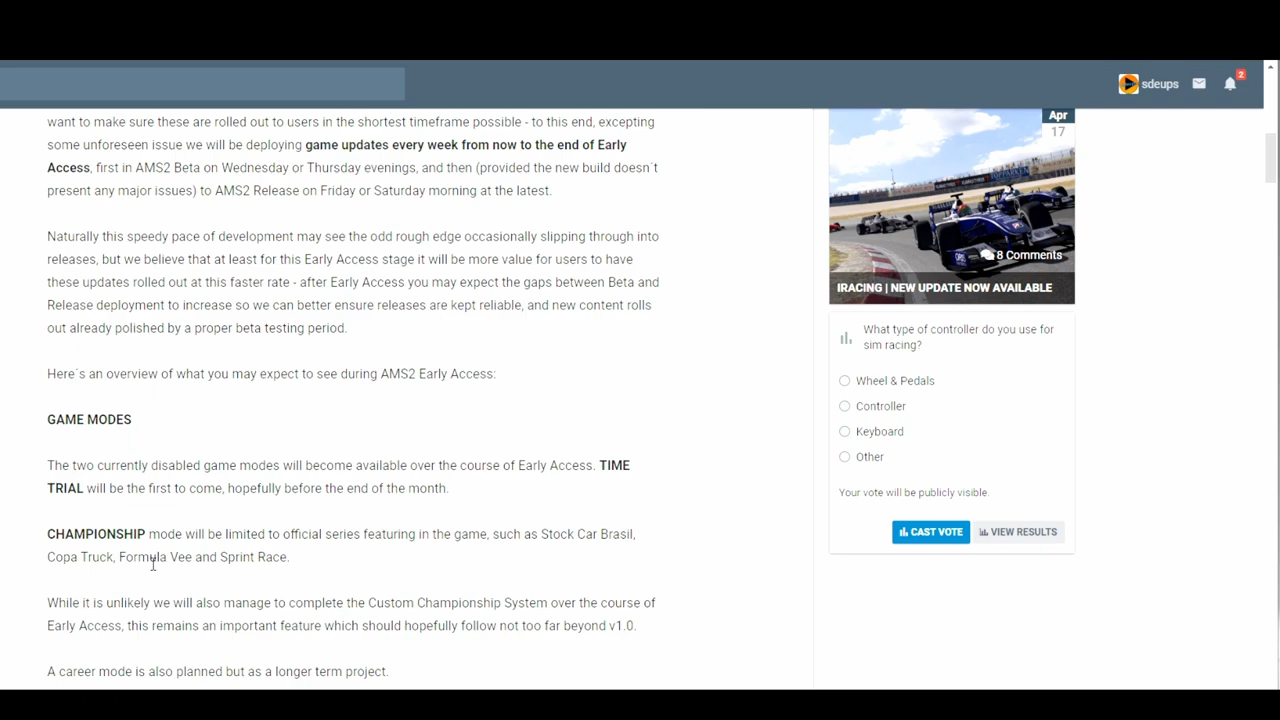 sdeups
2
want to make sure these are rolled out to users in the shortest timeframe possible - to this end, excepting
some unforeseen issue we will be deploying game updates every week from now to the end of Early
Access, first in AMS2 Beta on Wednesday or Thursday evenings, and then (provided the new build doesn´t
present any major issues) to AMS2 Release on Friday or Saturday morning at the latest.
Naturally this speedy pace of development may see the odd rough edge occasionally slipping through into
releases, but we believe that at least for this Early Access stage it will be more value for users to have
these updates rolled out at this faster rate - after Early Access you may expect the gaps between Beta and
Release deployment to increase so we can better ensure releases are kept reliable, and new content rolls
out already polished by a proper beta testing period.
Here´s an overview of what you may expect to see during AMS2 Early Access:
GAME MODES
The two currently disabled game modes will become available over the course of Early Access. TIME
TRIAL will be the first to come, hopefully before the end of the month.
CHAMPIONSHIP mode will be limited to official series featuring in the game, such as Stock Car Brasil,
Copa Truck, Formula Vee and Sprint Race.
While it is unlikely we will also manage to complete the Custom Championship System over the course of
Early Access, this remains an important feature which should hopefully follow not too far beyond v1.0.
A career mode is also planned but as a longer term project.
Apr
17
8 Comments
IRACING | NEW UPDATE NOW AVAILABLE
What type of controller do you use for
sim racing?
Wheel & Pedals
Controller
Keyboard
Other
Your vote will be publicly visible.
CAST VOTE
VIEW RESULTS